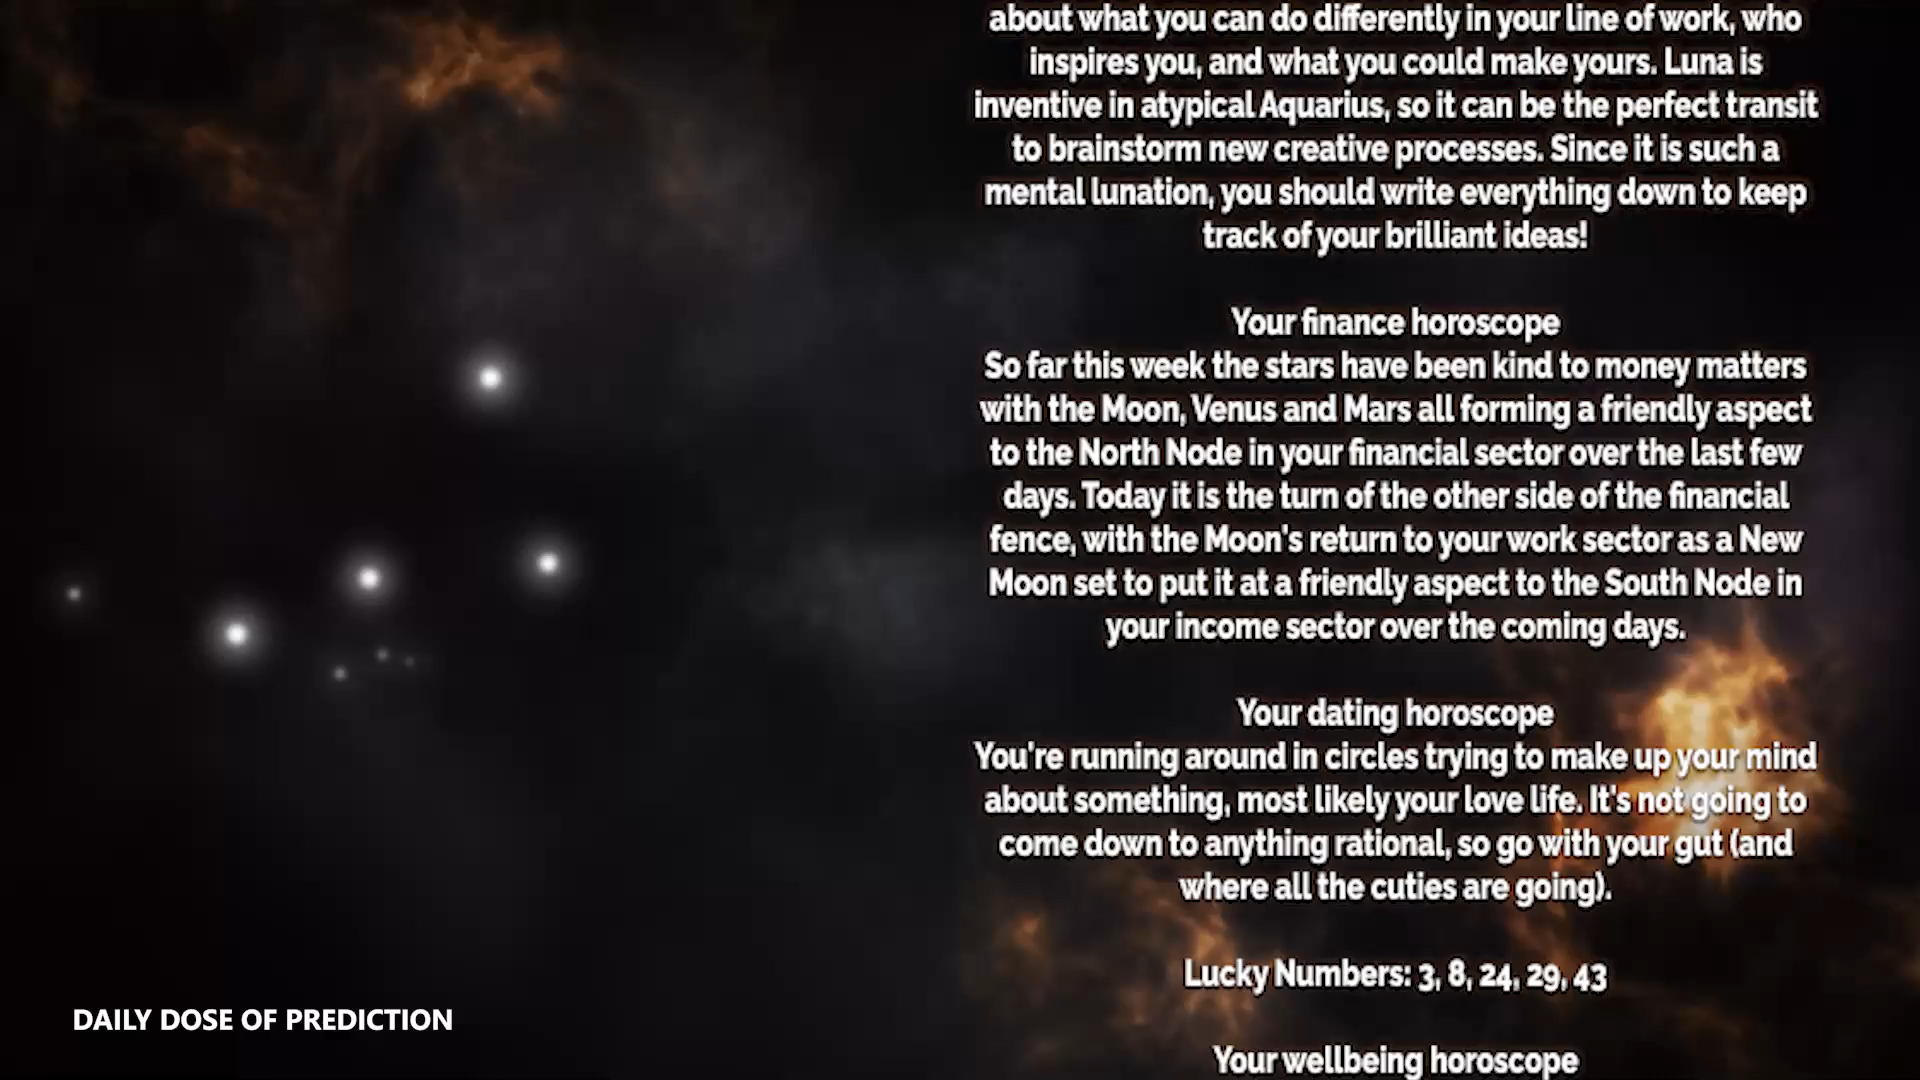 about what you can do differently in your line of work, who
inspires you, and what you could make yours. Luna is
inventive in atypical Aquarius, so it can be the perfect transit
to brainstorm new creative processes. Since it is such a
mental lunation, you should write everything down to keep
track of your brilliant ideas!
Your finance horoscope
So far this week the stars have been kind to money matters
with the Moon, Venus and Mars all forming a friendly aspect
to the North Node in your financial sector over the last few
days. Today it is the turn of the other side of the financial
fence, with the Moon's return to your work sector as a New
Moon set to put it at a friendly aspect to the South Node in
your income sector over the coming days.
Your dating horoscope
You're running around in circles trying to make up your mind
about something, most likely your love life. It's not going to
come down to anything rational, so go with your gut (and
where all the cuties are going).
Lucky Numbers: 3, 8, 24, 29, 43
Your wellbeing horoscope
DAILY DOSE OF PREDICTION